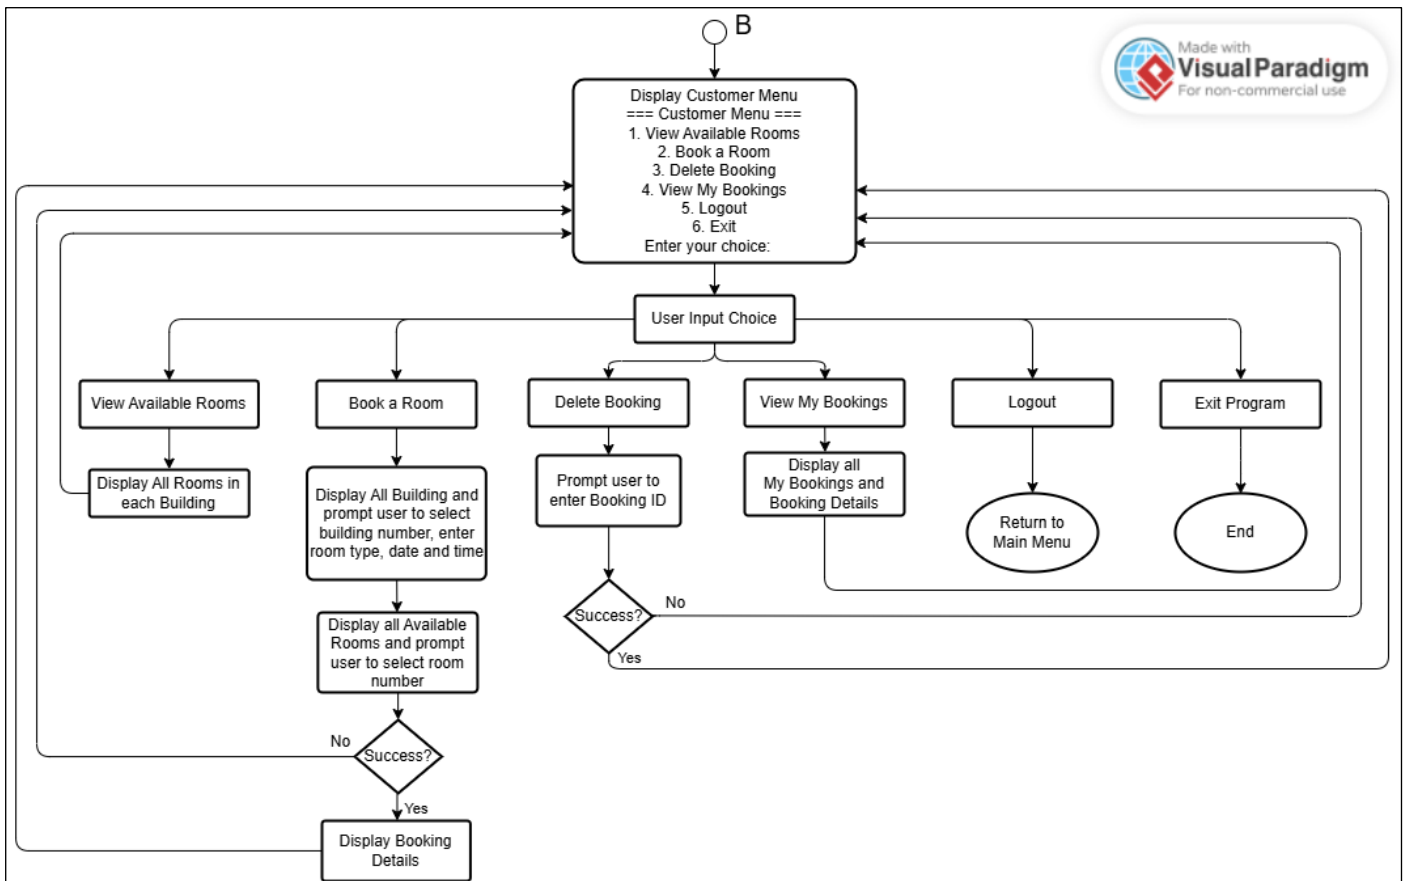 B
Made with
Visual Paradigm
For non-commercial use
Display Customer Menu
=== Customer Menu ===
1. View Available Rooms
2. Book a Room
3. Delete Booking
4. View My Bookings
5. Logout
6. Exit
Enter your choice:
User Input Choice
View Available Rooms
Book a Room
Delete Booking
View My Bookings
Logout
Exit Program
Display All Rooms in
each Building
Display All Building and
prompt user to select
building number, enter
room type, date and time
Prompt user to
enter Booking ID
Display all
My Bookings and
Booking Details
Return to
Main Menu
End
Success?
No
Yes
Display all Available
Rooms and prompt
user to select room
number
No
Success?
Yes
Display Booking
Details